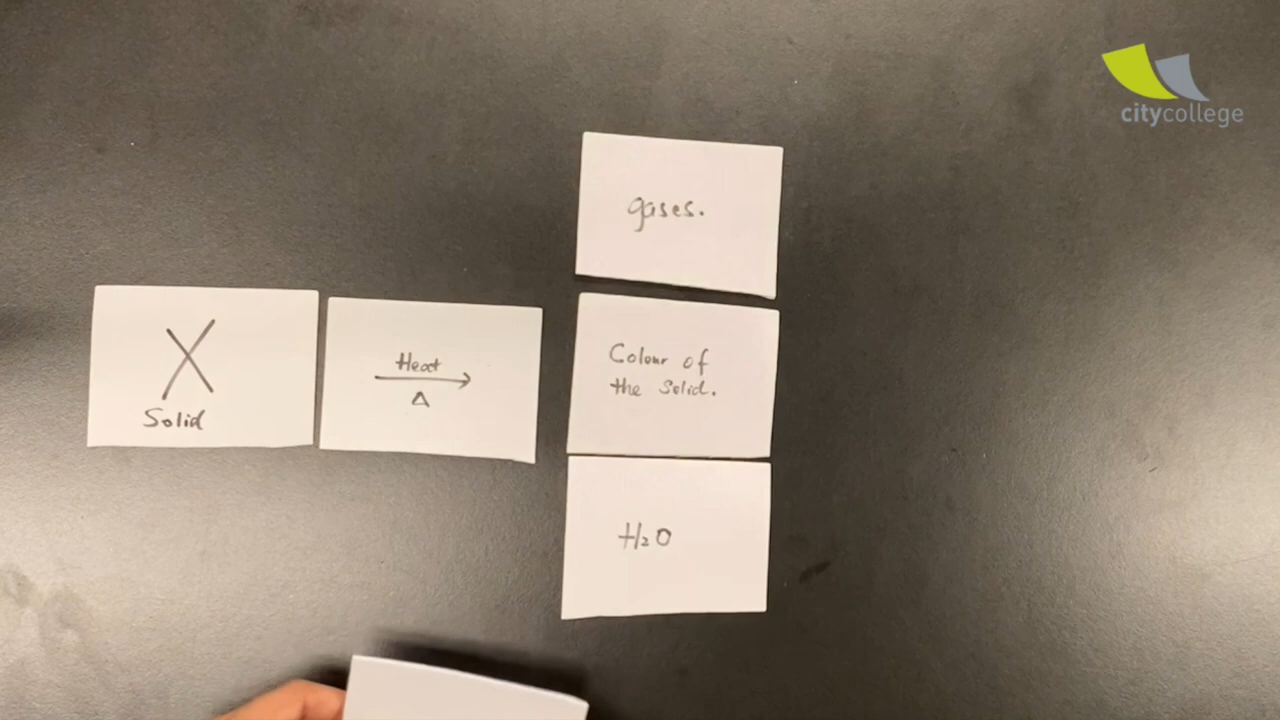 citycollege
gases.
X
Solid
Heat
Δ
Colour of
the Solid.
H₂O